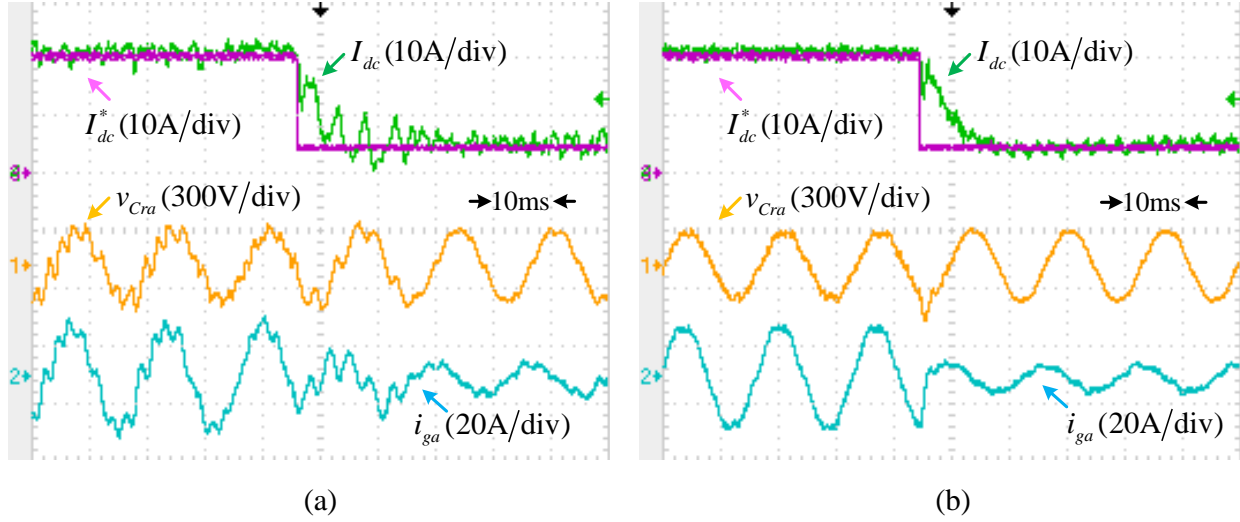 I_dc (10A/div)
I*_dc (10A/div)
v_Cra (300V/div)
10ms
1
2
i_ga (20A/div)
(a)
I_dc (10A/div)
I*_dc (10A/div)
v_Cra (300V/div)
10ms
1
2
i_ga (20A/div)
(b)